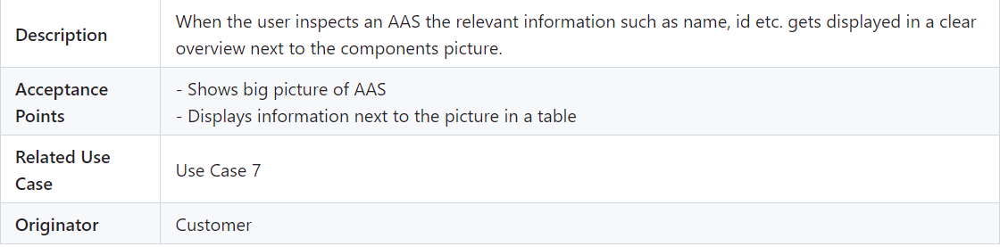 Description
When the user inspects an AAS the relevant information such as name, id etc. gets displayed in a clear
overview next to the components picture.
Acceptance
Points
- Shows big picture of AAS
- Displays information next to the picture in a table
Related Use
Case
Use Case 7
Originator
Customer